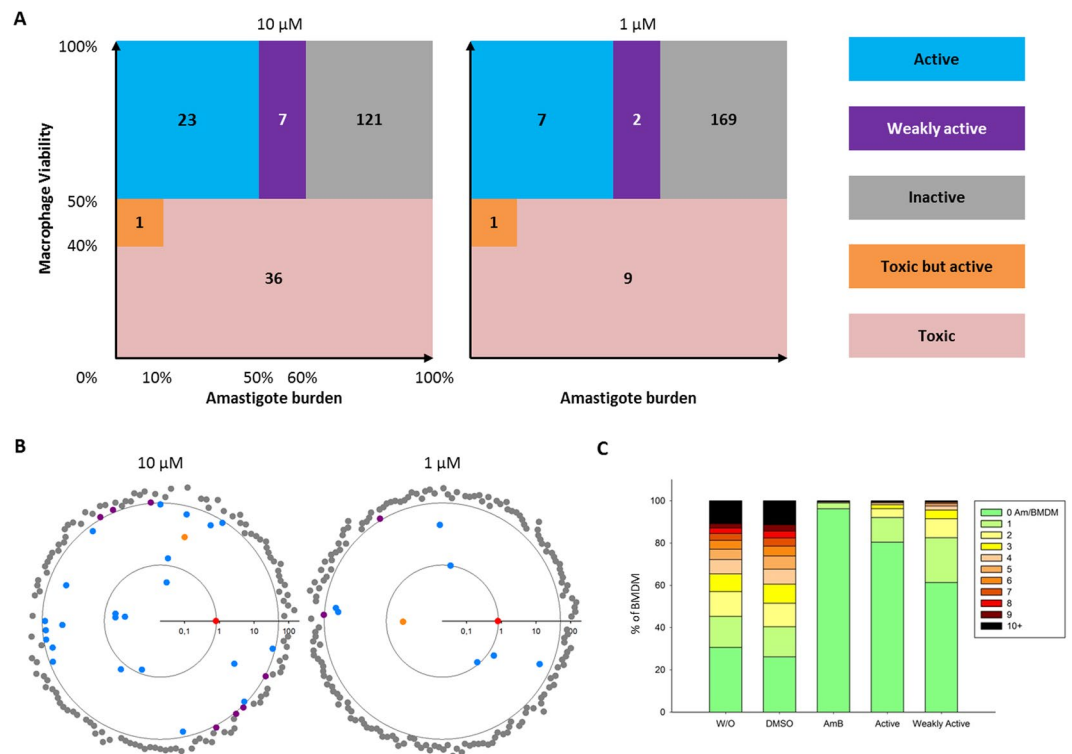 A
10 µM
1 µM
100%
50%
40%
0%
10%
50%
60%
100%
Macrophage Viability
Amastigote burden
23
7
121
1
36
7
2
169
1
9
Amastigote burden
Active
Weakly active
Inactive
Toxic but active
Toxic
B
10 µM
1 µM
0,1
1
10
100
0,1
1
10
100
C
% of BMDM
100
80
60
40
20
0
W/O
DMSO
AmB
Active
Weakly Active
0 Am/BMDM
1
2
3
4
5
6
7
8
9
10+